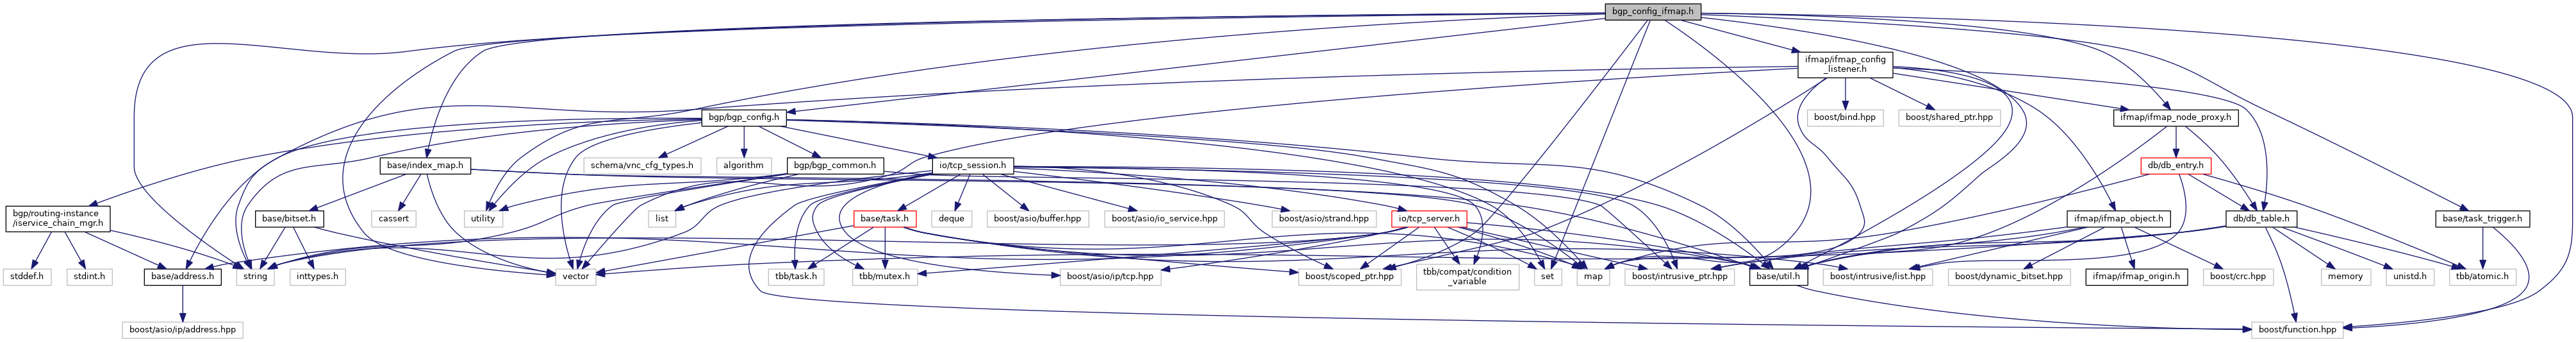 bgp_config_ifmap.h
ifmap/ifmap_config
_listener.h
bgp/bgp_config.h
boost/bind.hpp
boost/shared_ptr.hpp
ifmap/ifmap_node_proxy.h
base/index_map.h
schema/vnc_cfg_types.h
algorithm
bgp/bgp_common.h
io/tcp_session.h
db/db_entry.h
bgp/routing-instance
/iservice_chain_mgr.h
base/bitset.h
cassert
utility
list
base/task.h
deque
boost/asio/buffer.hpp
boost/asio/io_service.hpp
boost/asio/strand.hpp
io/tcp_server.h
ifmap/ifmap_object.h
db/db_table.h
base/task_trigger.h
stddef.h
stdint.h
base/address.h
string
inttypes.h
vector
tbb/task.h
tbb/mutex.h
boost/asio/ip/tcp.hpp
boost/scoped_ptr.hpp
tbb/compat/condition
_variable
set
map
boost/intrusive_ptr.hpp
base/util.h
boost/intrusive/list.hpp
boost/dynamic_bitset.hpp
ifmap/ifmap_origin.h
boost/crc.hpp
memory
unistd.h
tbb/atomic.h
boost/asio/ip/address.hpp
boost/function.hpp